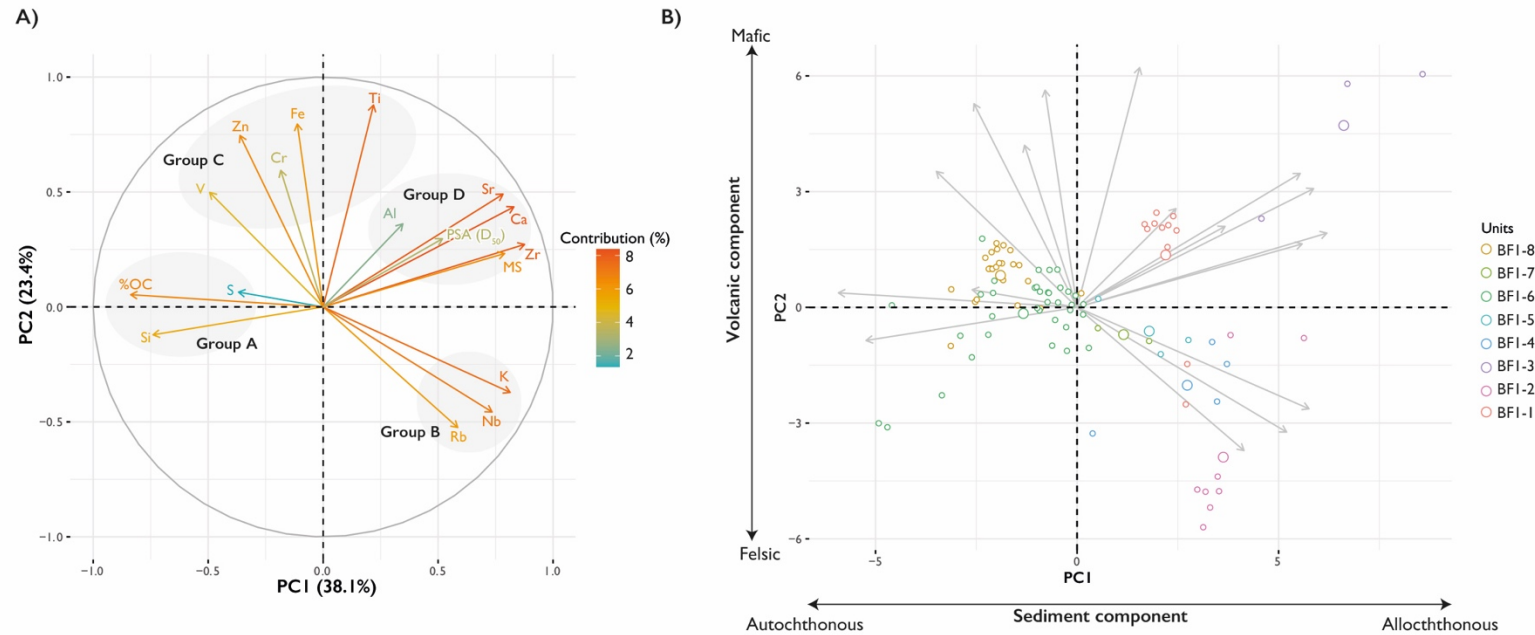 A)
1.0
0.5
0.0
−0.5
−1.0
PC2 (23.4%)
−1.0
−0.5
0.0
0.5
1.0
PC1 (38.1%)
Ti
Fe
Zn
Cr
Group C
V
Group D
Sr
Al
Ca
PSA (D50)
Zr
MS
%OC
S
Si
Group A
K
Nb
Group B
Rb
Contribution (%)
8
6
4
2
B)
Mafic
Volcanic component
Felsic
PC2
6
3
0
−3
−6
−5
0
5
PC1
Sediment component
Autochthonous
Allocthonous
Units
BF1-8
BF1-7
BF1-6
BF1-5
BF1-4
BF1-3
BF1-2
BF1-1